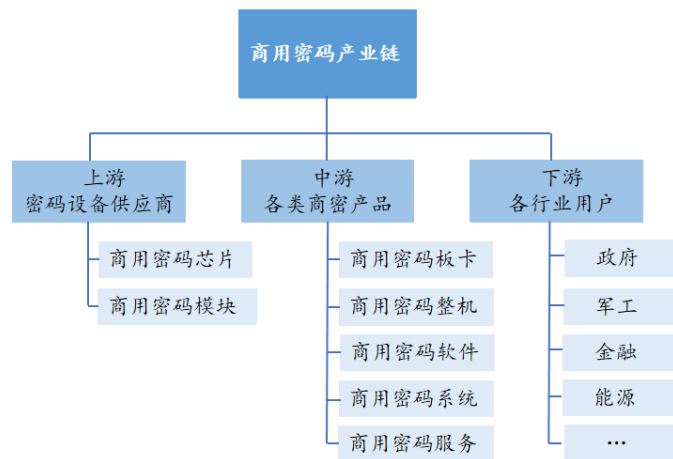 商用密码产业链
上游
密码设备供应商
商用密码芯片
商用密码模块
中游
各类商密产品
商用密码板卡
商用密码整机
商用密码软件
商用密码系统
商用密码服务
下游
各行业用户
政府
军工
金融
能源
…